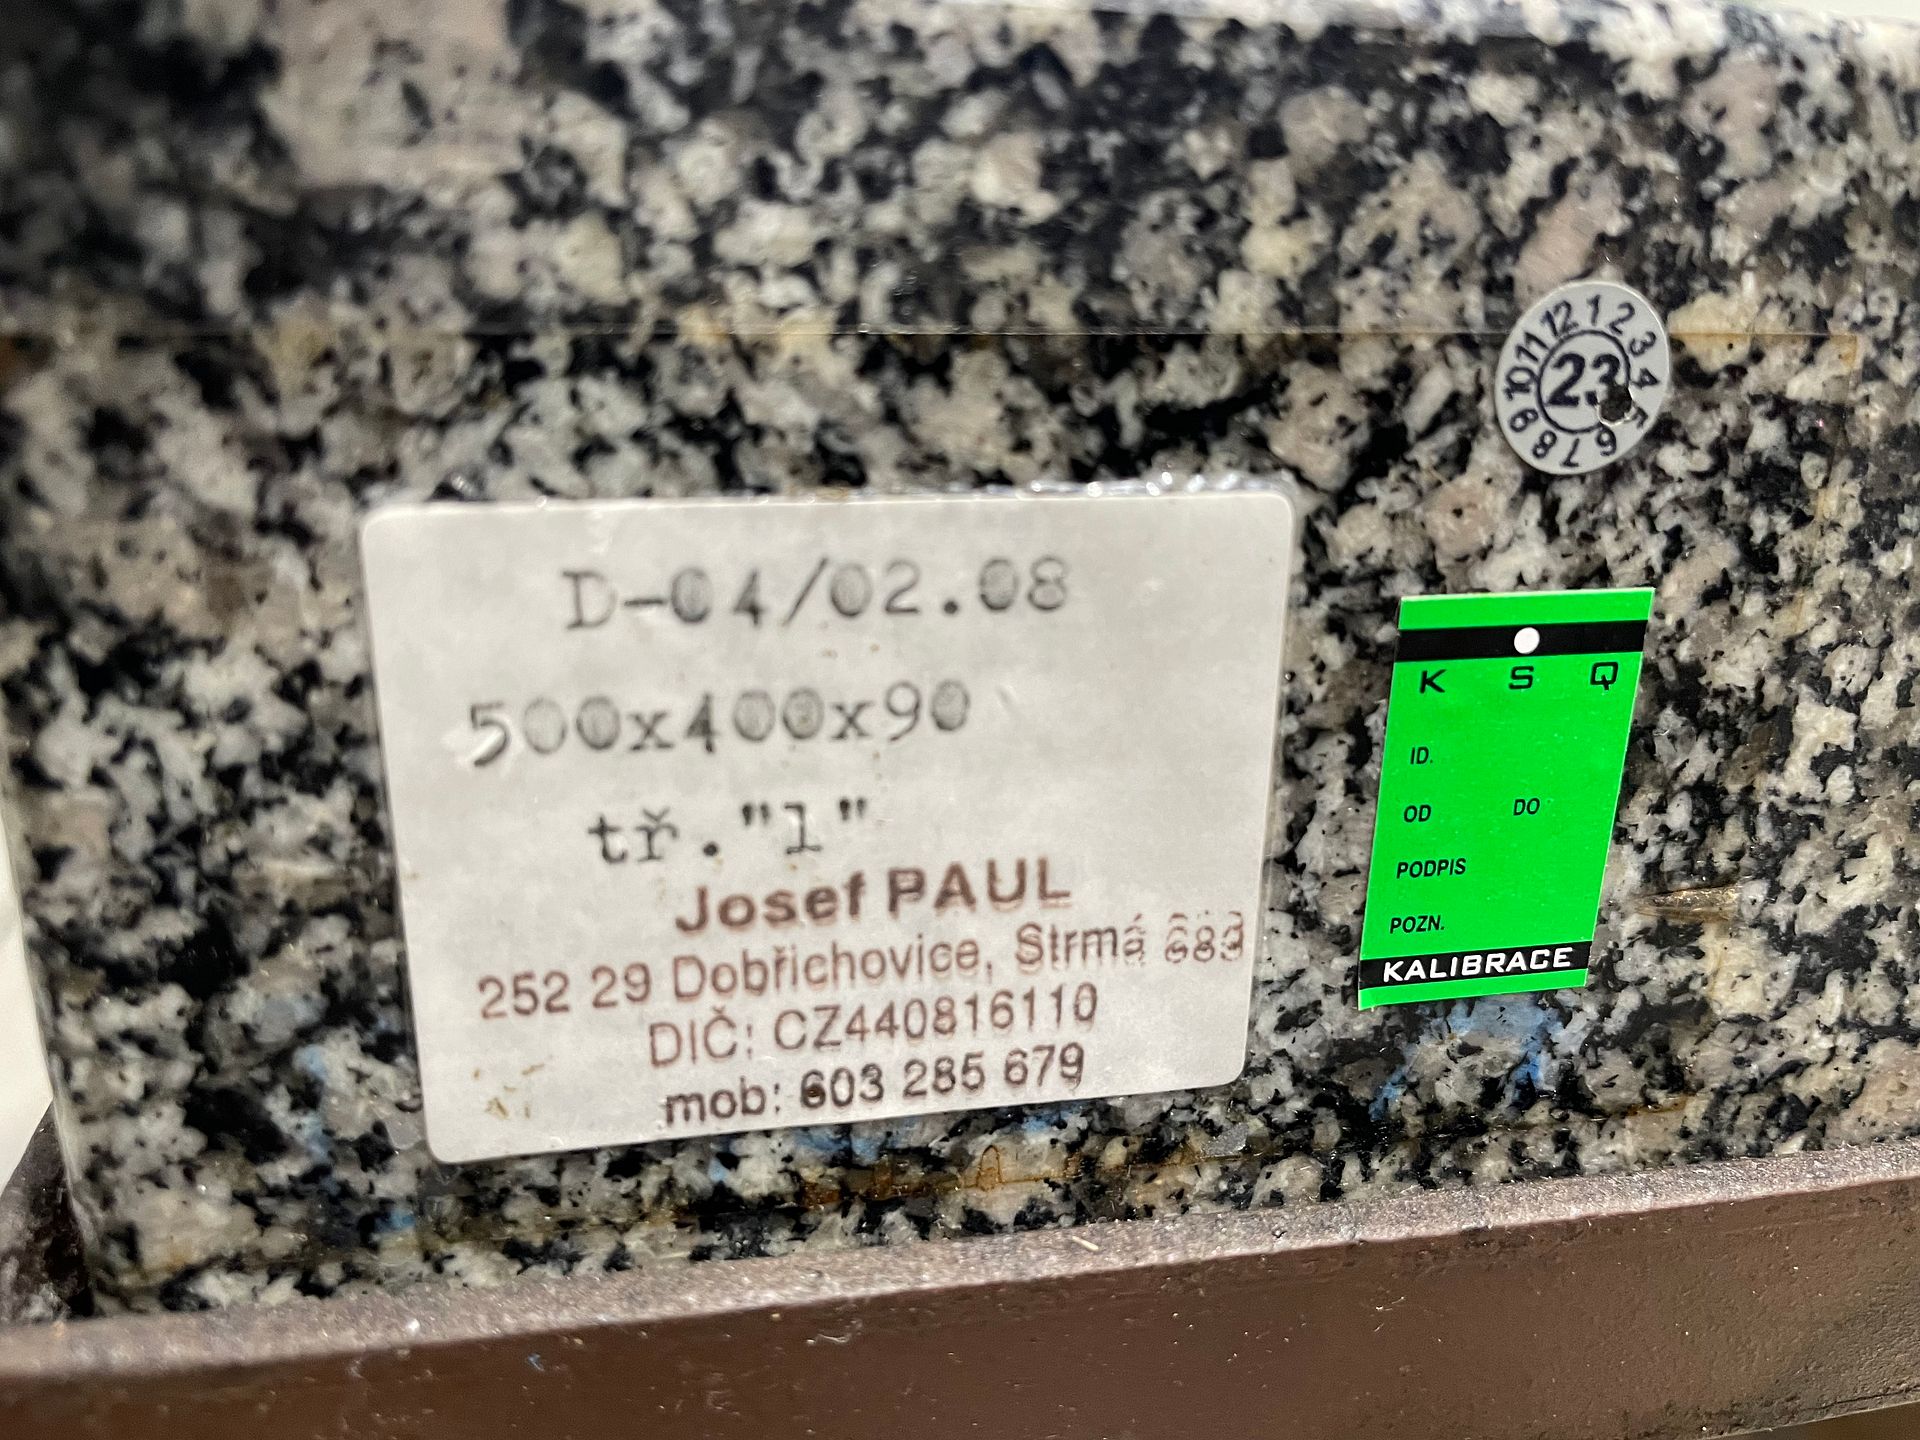 D-04/02.08
500x400x90
tř."1"
Josef PAUL
252 29 Dobřichovice, Strmá 683
DIČ: CZ440816110
mob: 603 285 679
1 2 3 4 5 6 7 8 9 10 11 12
23
K S Q
ID.
OD DO
PODPIS
POZN.
KALIBRACE